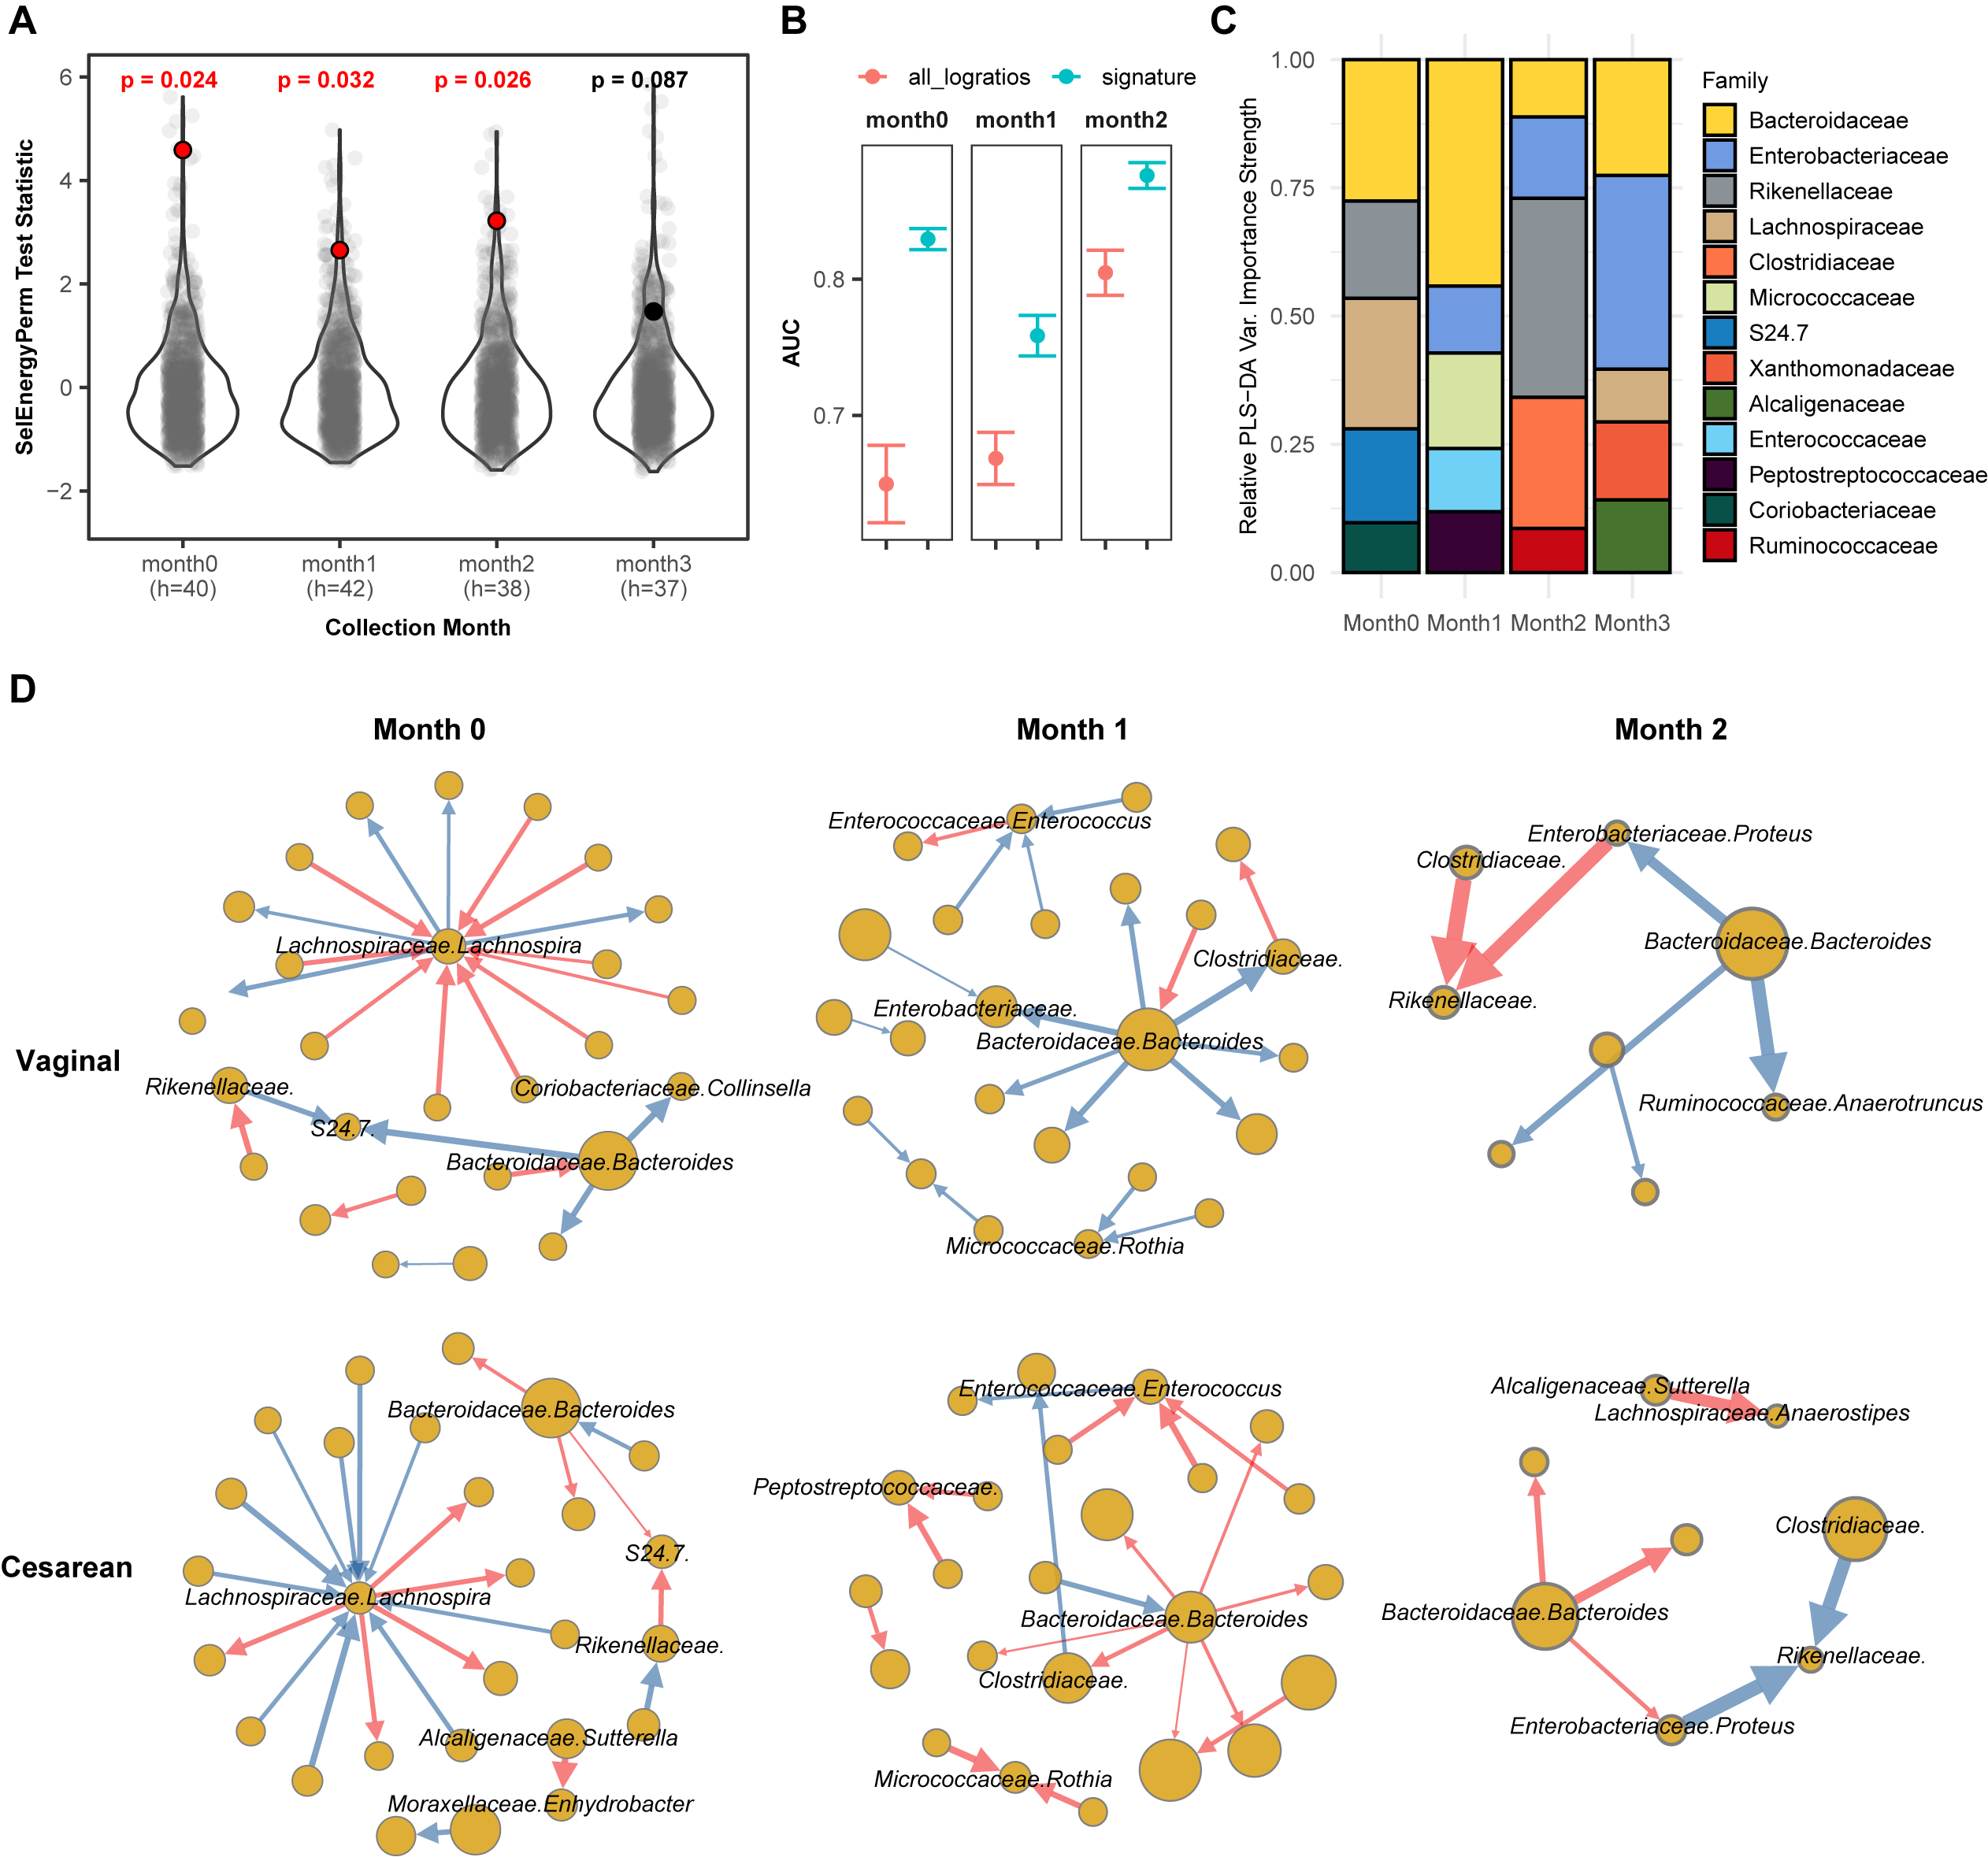 A
SelEnergyPerm Test Statistic
6
4
2
0
−2
p = 0.024
p = 0.032
p = 0.026
p = 0.087
month0
(h=40)
month1
(h=42)
month2
(h=38)
month3
(h=37)
Collection Month
B
all_logratios
signature
month0
month1
month2
AUC
0.8
0.7
C
Relative PLS−DA Var. Importance Strength
1.00
0.75
0.50
0.25
0.00
Month0
Month1
Month2
Month3
Family
Bacteroidaceae
Enterobacteriaceae
Rikenellaceae
Lachnospiraceae
Clostridiaceae
Micrococcaceae
S24.7
Xanthomonadaceae
Alcaligenaceae
Enterococcaceae
Peptostreptococcaceae
Coriobacteriaceae
Ruminococcaceae
D
Month 0
Month 1
Month 2
Vaginal
Lachnospiraceae.Lachnospira
Rikenellaceae.
Coriobacteriaceae.Collinsella
S24.7.
Bacteroidaceae.Bacteroides
Enterococcaceae.Enterococcus
Clostridiaceae.
Enterobacteriaceae.
Bacteroidaceae.Bacteroides
Micrococcaceae.Rothia
Enterobacteriaceae.Proteus
Clostridiaceae.
Bacteroidaceae.Bacteroides
Rikenellaceae.
Ruminococcaceae.Anaerotruncus
Cesarean
Bacteroidaceae.Bacteroides
S24.7.
Lachnospiraceae.Lachnospira
Rikenellaceae.
Alcaligenaceae.Sutterella
Moraxellaceae.Enhydrobacter
Enterococcaceae.Enterococcus
Peptostreptococcaceae.
Bacteroidaceae.Bacteroides
Clostridiaceae.
Micrococcaceae.Rothia
Alcaligenaceae.Sutterella
Lachnospiraceae.Anaerostipes
Clostridiaceae.
Bacteroidaceae.Bacteroides
Rikenellaceae.
Enterobacteriaceae.Proteus